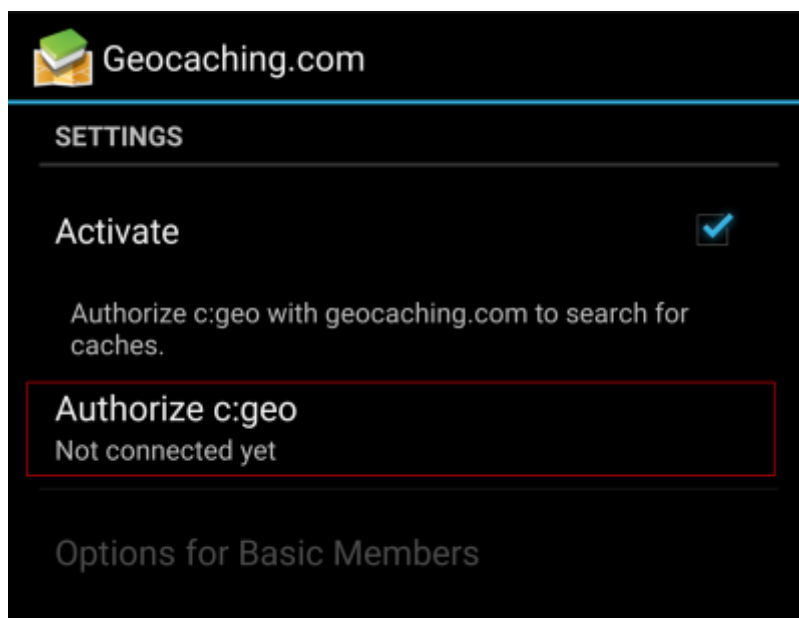 Geocaching.com
SETTINGS
Activate
Authorize c:geo with geocaching.com to search for
caches.
Authorize c:geo
Not connected yet
Options for Basic Members